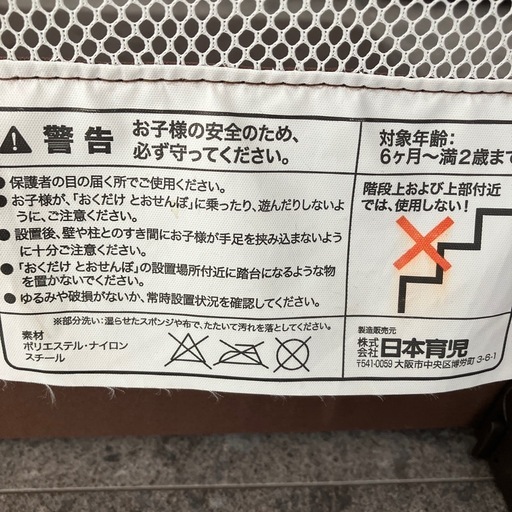 警告
お子様の安全のため、
必ず守ってください。
対象年齢:
6ヶ月～満2歳まで
●保護者の目の届く所でご使用ください。
●お子様が、「おくだけ とおせんぼ」に乗ったり、遊んだりしないよ
うに、ご注意ください。
●設置後、壁や柱とのすき間にお子様が手足を挟み込まないよう
に十分ご注意ください。
●「おくだけ とおせんぼ」の設置場所付近に踏台になるような物
を置かないでください。
●ゆるみや破損がないか、常時設置状況を確認してください。
階段上および上部付近
では、使用しない!
※部分洗い:湿らせたスポンジや布で、たたいて汚れを落としてください。
素材
ポリエステル・ナイロン
スチール
製造販売元
株式会社 日本育児
〒541-0059 大阪市中央区博労町 3-6-1